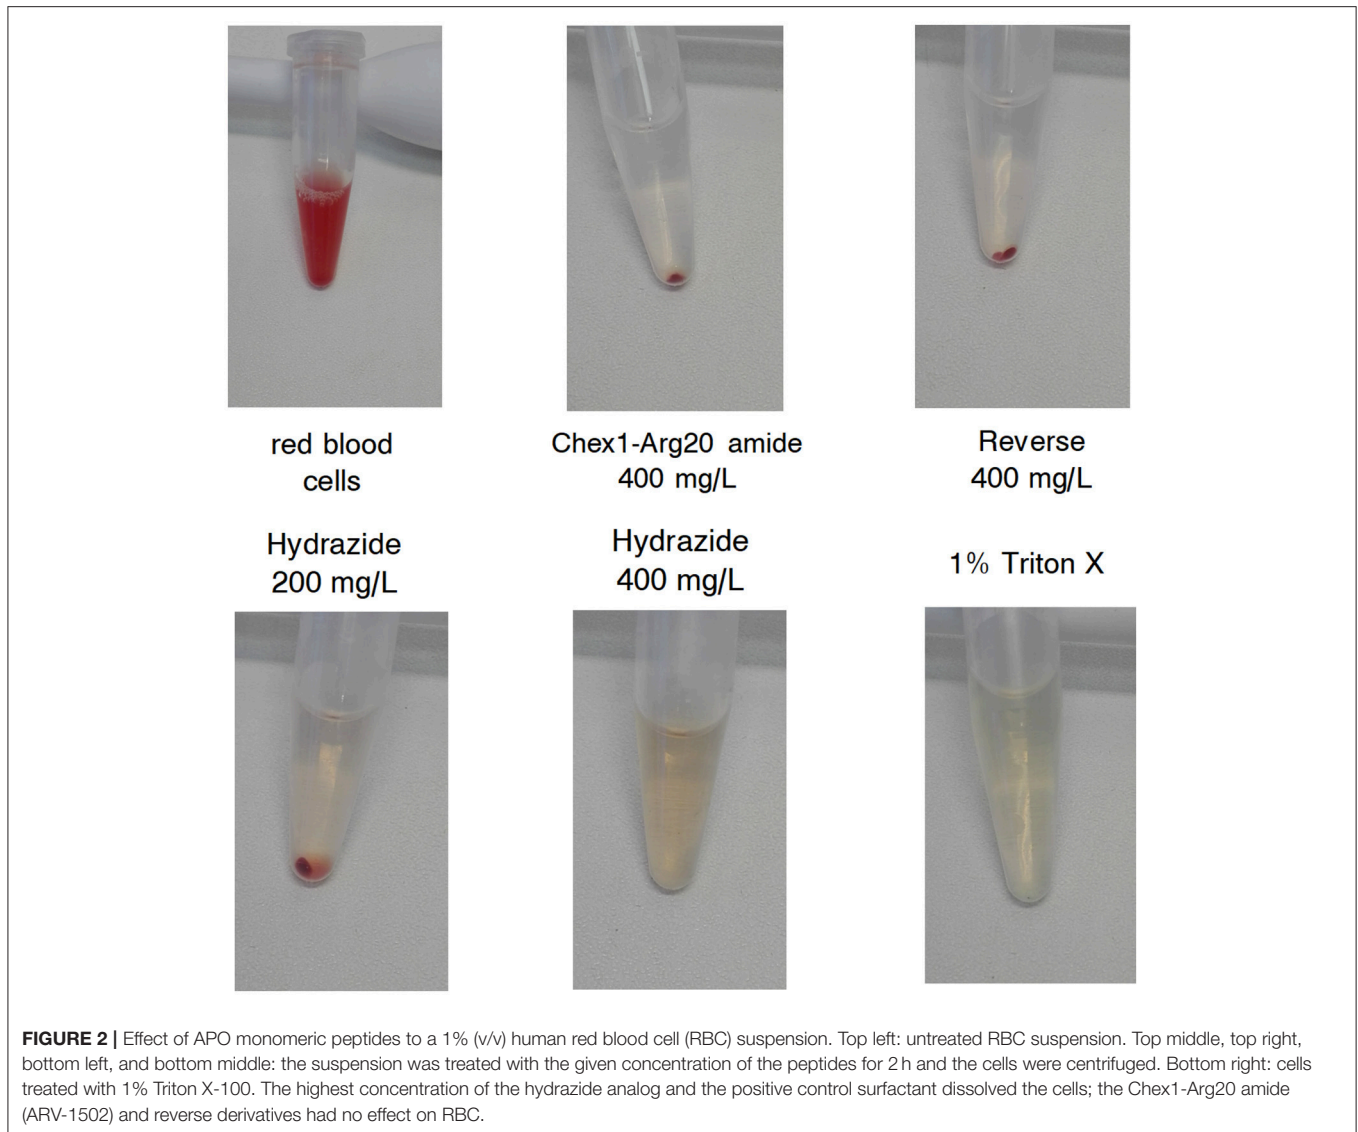 red blood
cells
Chex1-Arg20 amide
400 mg/L
Reverse
400 mg/L
Hydrazide
200 mg/L
Hydrazide
400 mg/L
1% Triton X
FIGURE 2 | Effect of APO monomeric peptides to a 1% (v/v) human red blood cell (RBC) suspension. Top left: untreated RBC suspension. Top middle, top right,
bottom left, and bottom middle: the suspension was treated with the given concentration of the peptides for 2 h and the cells were centrifuged. Bottom right: cells
treated with 1% Triton X-100. The highest concentration of the hydrazide analog and the positive control surfactant dissolved the cells; the Chex1-Arg20 amide
(ARV-1502) and reverse derivatives had no effect on RBC.